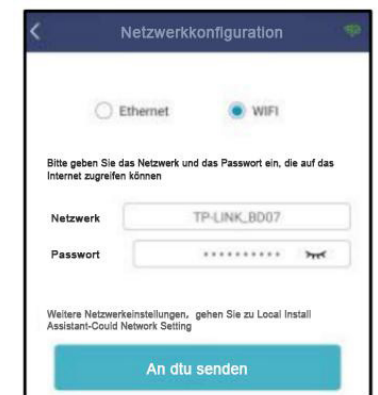 Netzwerkkonfiguration
Ethernet
WIFI
Bitte geben Sie das Netzwerk und das Passwort ein, die auf das
Internet zugreifen können
Netzwerk TP-LINK_BD07
Passwort **********
Weitere Netzwerkeinstellungen, gehen Sie zu Local Install
Assistant-Could Network Setting
An dtu senden